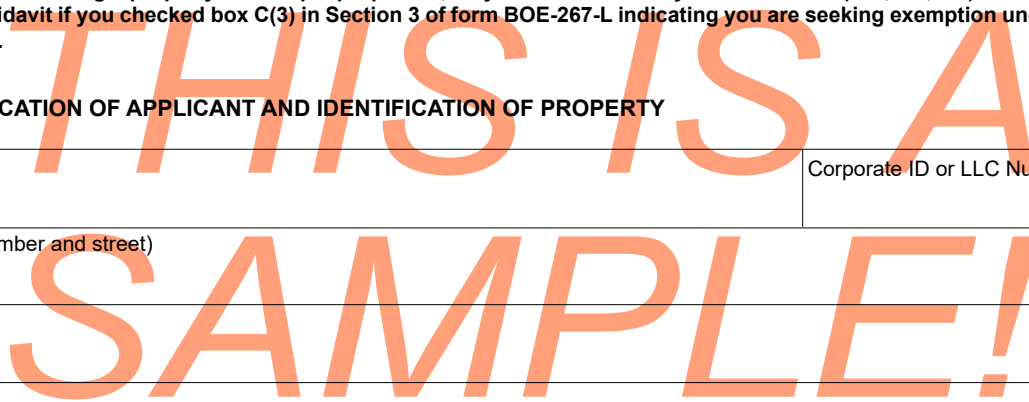 idavit if you checked box C(3) in Section 3 of form BOE-267-L indicating you are seeking exemption un
CATION OF APPLICANT AND IDENTIFICATION OF PROPERTY
THIS IS A
Corporate ID or LLC Nu
mber and street)
SAMPLE!